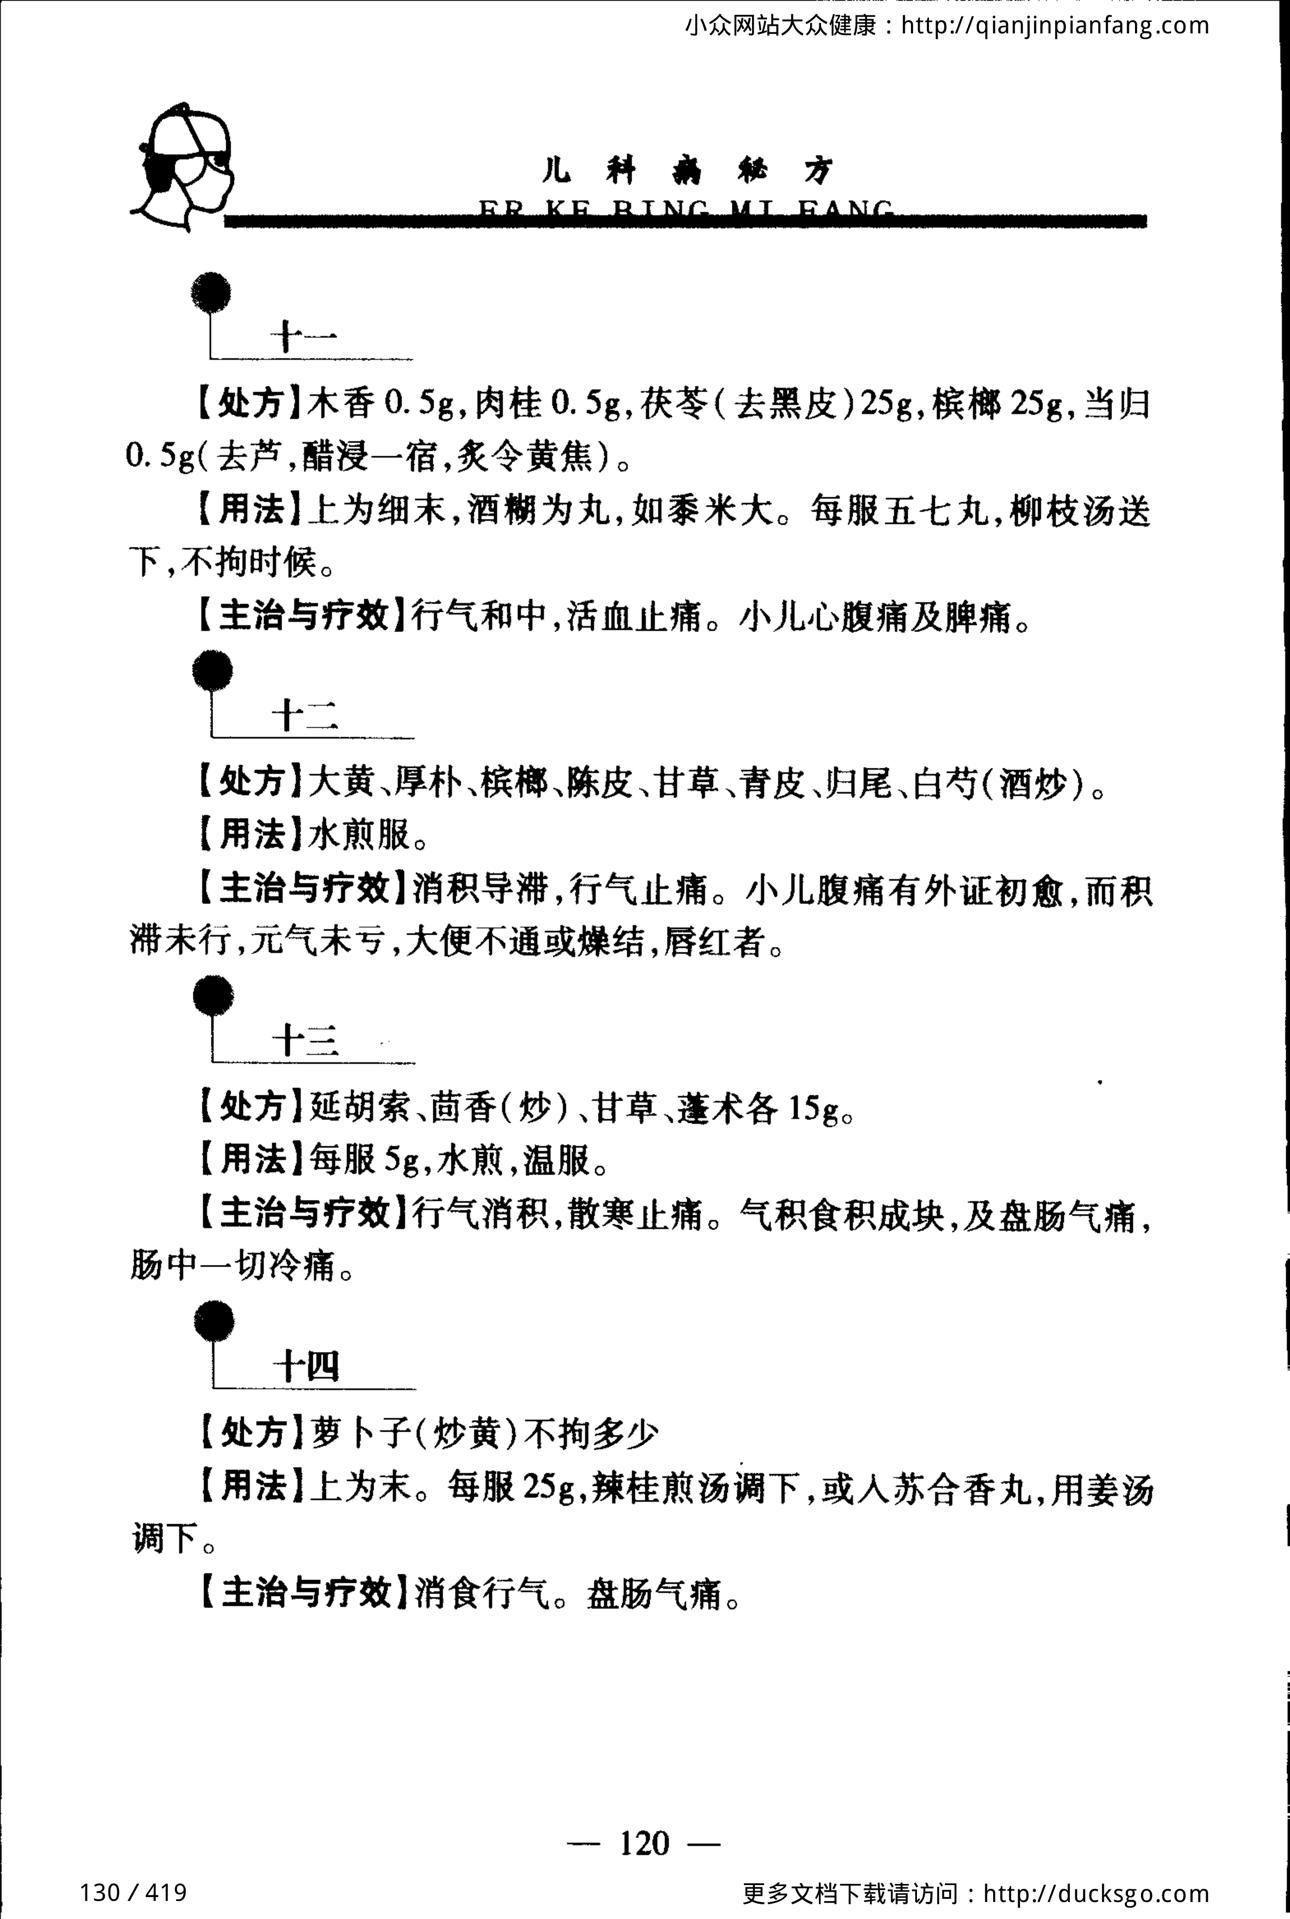 小众网站大众健康：http://qianjinpianfang.com
儿科病秘方
ER KE BING MI FANG
十一
【处方】木香0.5g,肉桂0.5g,茯苓(去黑皮)25g,槟榔25g,当归
0.5g(去芦,醋浸一宿,炙令黄焦)。
【用法】上为细末,酒糊为丸,如黍米大。每服五七丸,柳枝汤送
下,不拘时候。
【主治与疗效】行气和中,活血止痛。小儿心腹痛及脾痛。
十二
【处方】大黄、厚朴、槟榔、陈皮、甘草、青皮、归尾、白芍(酒炒)。
【用法】水煎服。
【主治与疗效】消积导滞,行气止痛。小儿腹痛有外证初愈,而积
滞未行,元气未亏,大便不通或燥结,唇红者。
十三
【处方】延胡索、茴香(炒)、甘草、蓬术各15g。
【用法】每服5g,水煎,温服。
【主治与疗效】行气消积,散寒止痛。气积食积成块,及盘肠气痛,
肠中一切冷痛。
十四
【处方】萝卜子(炒黄)不拘多少
【用法】上为末。每服25g,辣桂煎汤调下,或人苏合香丸,用姜汤
调下。
【主治与疗效】消食行气。盘肠气痛。
— 120 —
130 / 419
更多文档下载请访问：http://ducksgo.com